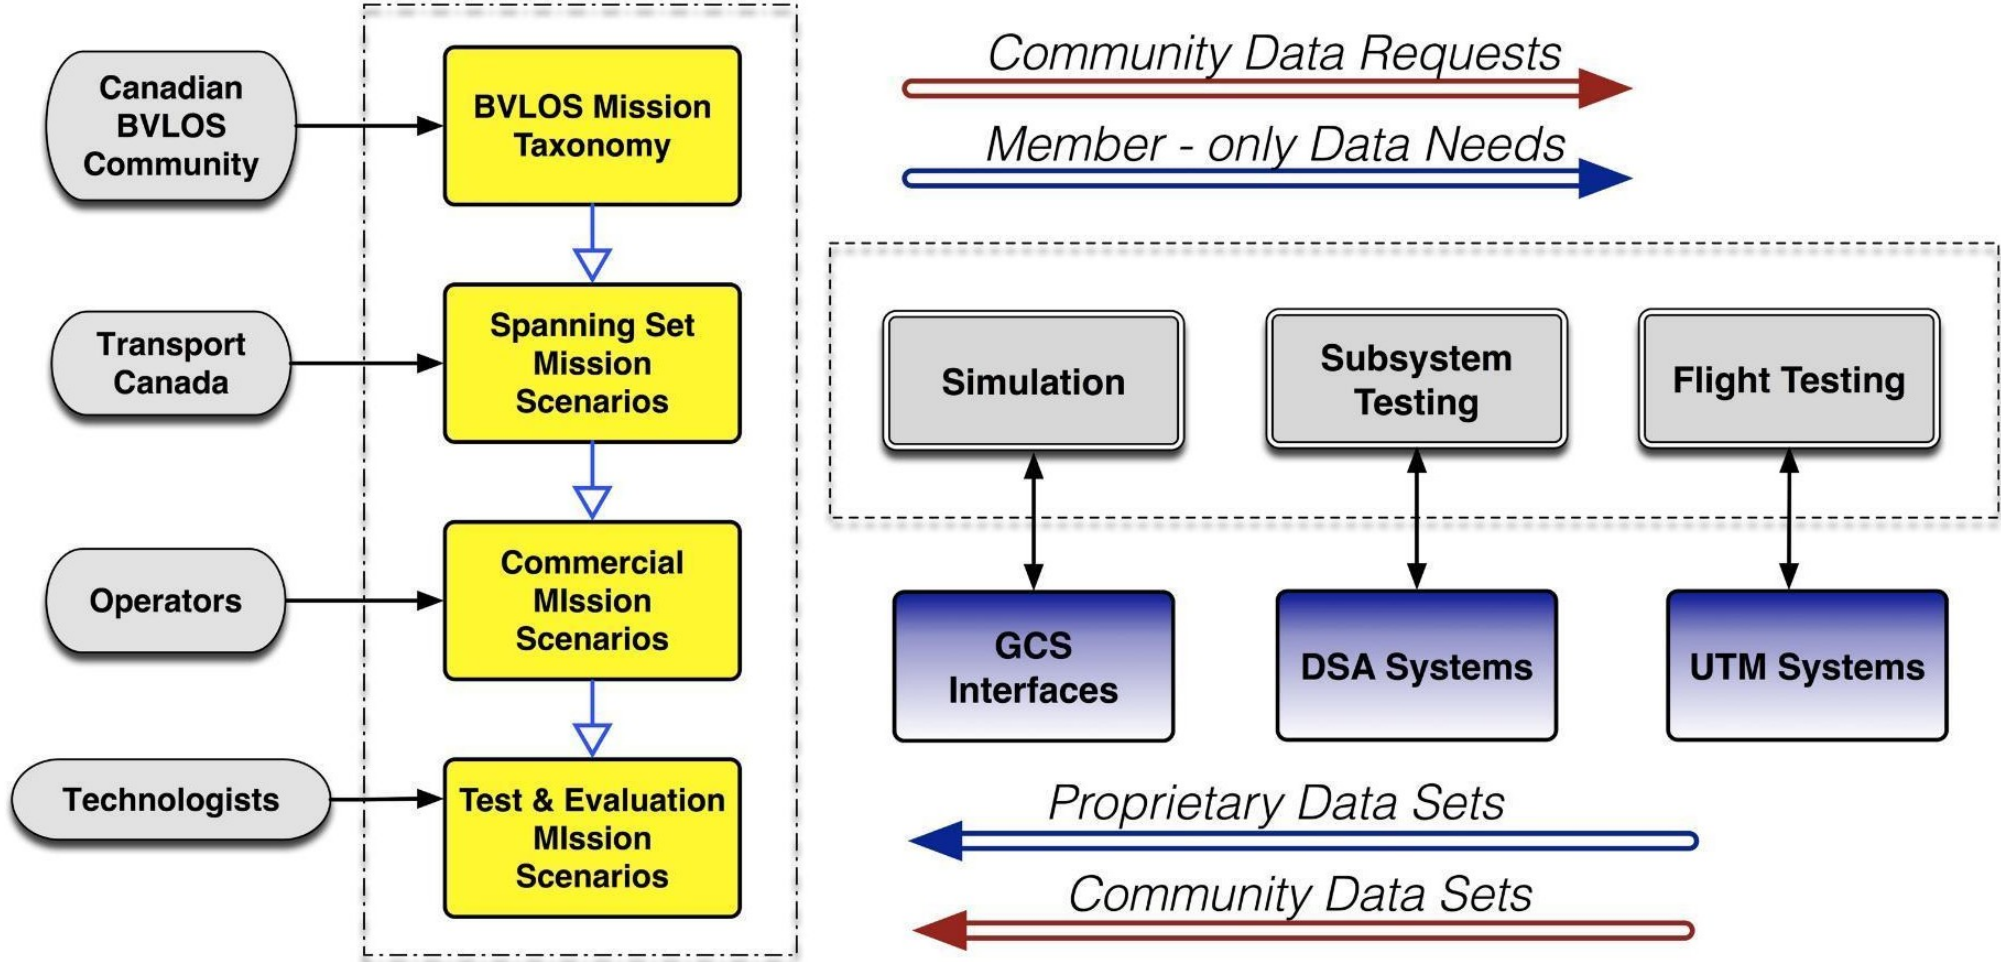 Canadian
BVLOS
Community
BVLOS Mission
Taxonomy
Community Data Requests
Member - only Data Needs
Transport
Canada
Spanning Set
Mission
Scenarios
Simulation
Subsystem
Testing
Flight Testing
Operators
Commercial
MIssion
Scenarios
GCS
Interfaces
DSA Systems
UTM Systems
Technologists
Test & Evaluation
MIssion
Scenarios
Proprietary Data Sets
Community Data Sets